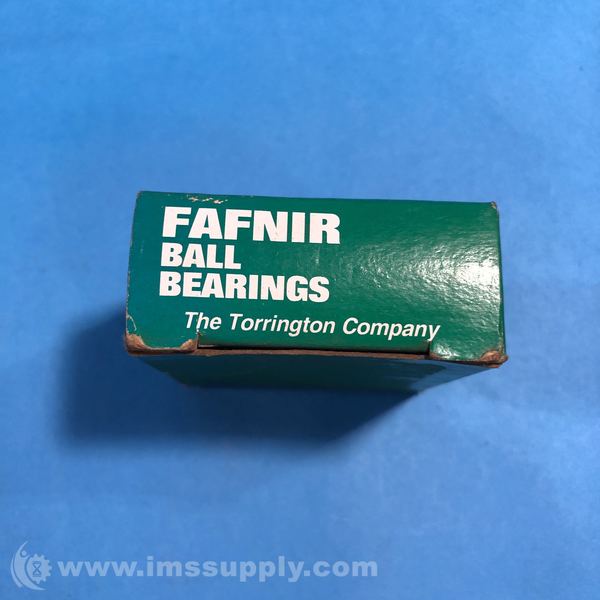 FAFNIR
BALL
BEARINGS
The Torrington Company
www.imssupply.com